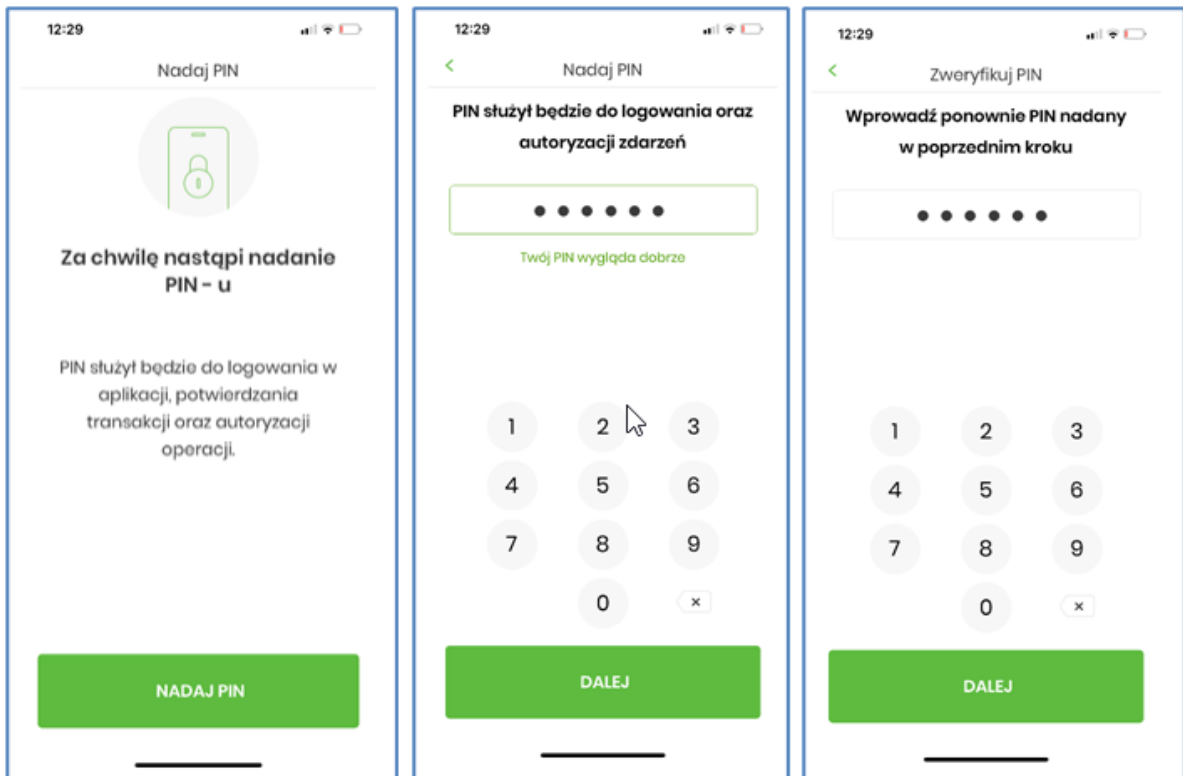 12:29
Nadaj PIN
Za chwilę nastąpi nadanie
PIN - u
PIN służył będzie do logowania w
aplikacji, potwierdzania
transakcji oraz autoryzacji
operacji.
NADAJ PIN
12:29
Nadaj PIN
PIN służył będzie do logowania oraz
autoryzacji zdarzeń
Twój PIN wygląda dobrze
1 2 3
4 5 6
7 8 9
0
DALEJ
12:29
Zweryfikuj PIN
Wprowadź ponownie PIN nadany
w poprzednim kroku
1 2 3
4 5 6
7 8 9
0
DALEJ